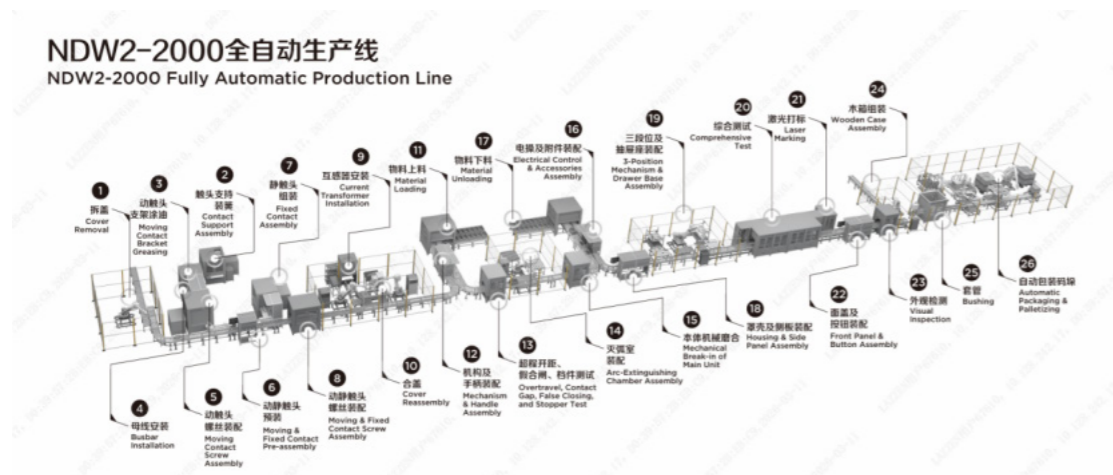 NDW2-2000全自动生产线
NDW2-2000 Fully Automatic Production Line
1
拆盖
Cover
Removal
3
动触头
支架涂油
Moving
Contact
Bracket
Greasing
2
触头支持
装簧
Contact
Support
Assembly
7
静触头
组装
Fixed
Contact
Assembly
9
互感器安装
Current
Transformer
Installation
11
物料上料
Material
Loading
17
物料下料
Material
Unloading
16
电操及附件装配
Electrical Control
& Accessories
Assembly
19
三段位及
抽屉座装配
3-Position
Mechanism &
Drawer Base
Assembly
20
综合测试
Comprehensive
Test
21
激光打标
Laser
Marking
24
木箱组装
Wooden Case
Assembly
4
母线安装
Busbar
Installation
5
动触头
螺丝装配
Moving
Contact
Screw
Assembly
6
动静触头
预装
Moving &
Fixed Contact
Pre-assembly
8
动静触头
螺丝装配
Moving & Fixed
Contact Screw
Assembly
10
合盖
Cover
Reassembly
12
机构及
手柄装配
Mechanism
& Handle
Assembly
13
超程开距、
假合闸、档件测试
Overtravel, Contact
Gap, False Closing,
and Stopper Test
14
灭弧室
装配
Arc-Extinguishing
Chamber Assembly
15
本体机械磨合
Mechanical
Break-in of
Main Unit
18
罩壳及侧板装配
Housing & Side
Panel Assembly
22
面盖及
按钮装配
Front Panel &
Button Assembly
23
外观检测
Visual
Inspection
25
套管
Bushing
26
自动包装码垛
Automatic
Packaging &
Palletizing